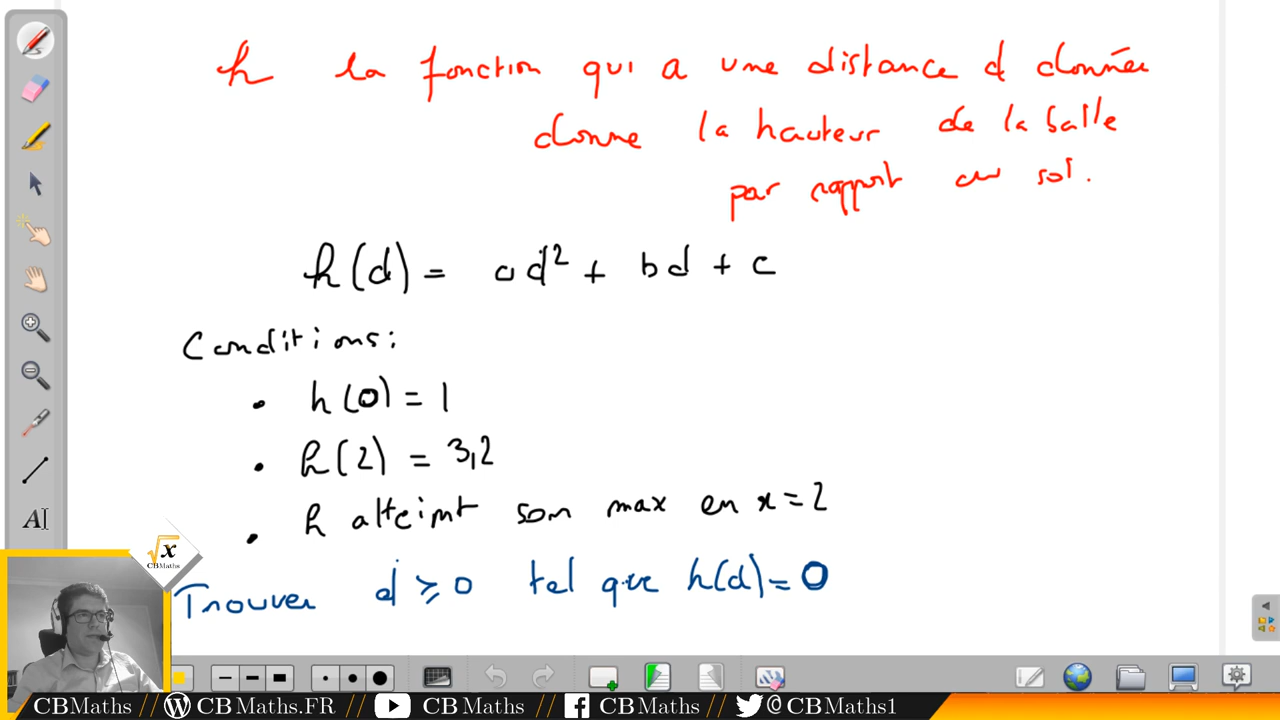 h la fonction qui a une distance d donnée
donne la hauteur de la balle
par rapport au sol.
h(d) = ad² + bd + c
Conditions:
• h(0) = 1
• h(2) = 3,2
• h atteint son max en x = 2
Trouver d ⩾ 0 tel que h(d) = 0
AI
√x
CBMaths
CBMaths // CBMaths.FR // CBMaths // CBMaths // @CBMaths1